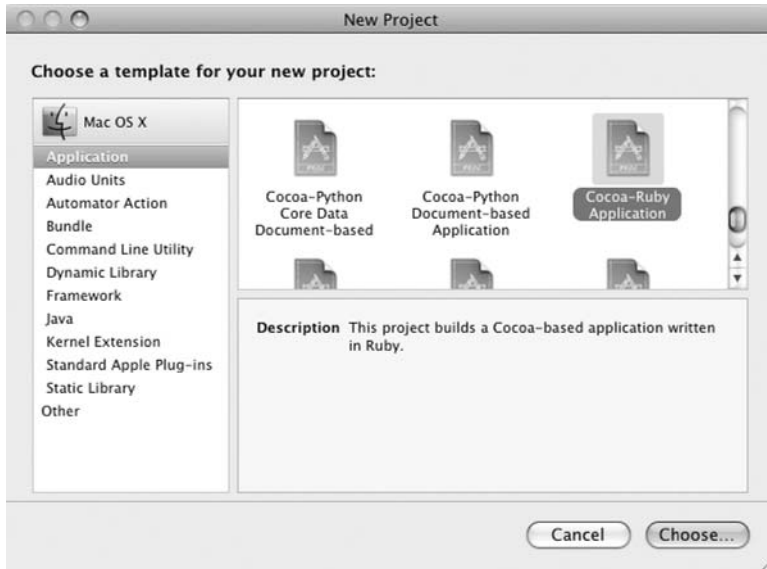 New Project
Choose a template for your new project:
Mac OS X
Application
Audio Units
Automator Action
Bundle
Command Line Utility
Dynamic Library
Framework
Java
Kernel Extension
Standard Apple Plug-ins
Static Library
Other
Cocoa-Python
Core Data
Document-based
Cocoa-Python
Document-based
Application
Cocoa-Ruby
Application
Description This project builds a Cocoa-based application written
in Ruby.
Cancel
Choose...